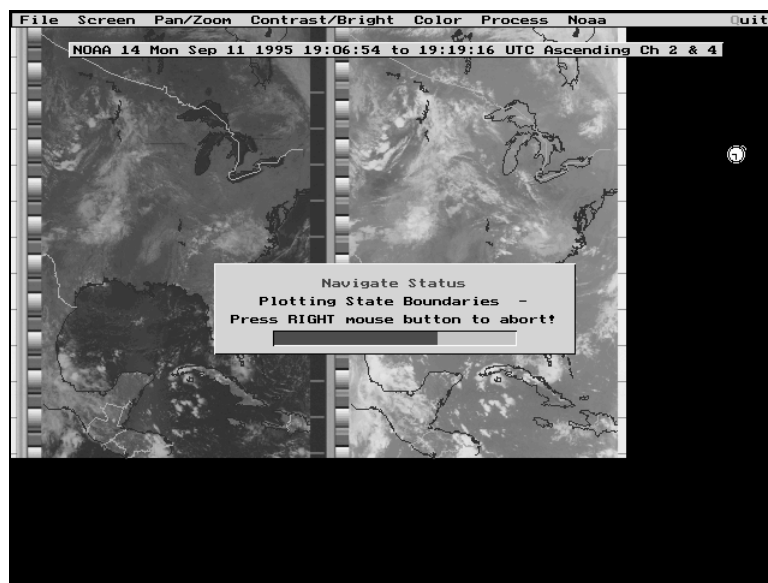 File Screen Pan/Zoom Contrast/Bright Color Process Noaa Quit
NOAA 14 Mon Sep 11 1995 19:06:54 to 19:19:16 UTC Ascending Ch 2 & 4
Navigate Status
Plotting State Boundaries -
Press RIGHT mouse button to abort!